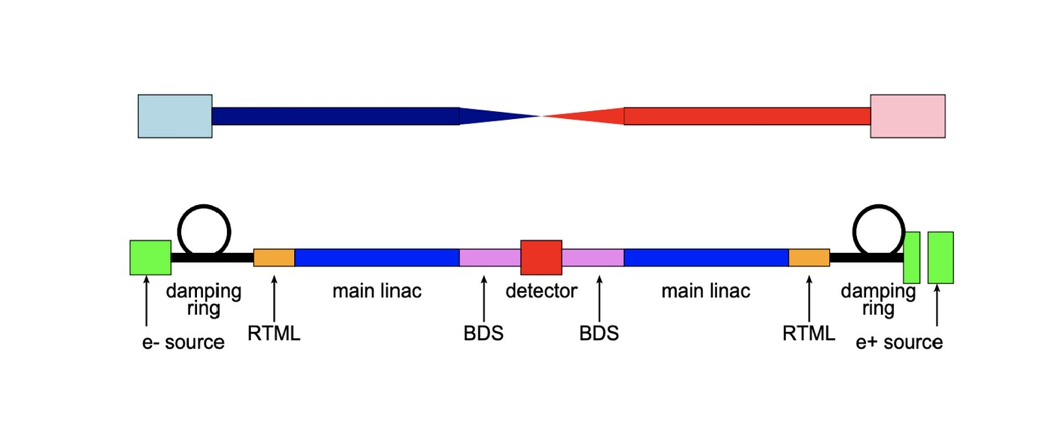 damping
ring
main linac
detector
main linac
damping
ring
e- source
RTML
BDS
BDS
RTML
e+ source